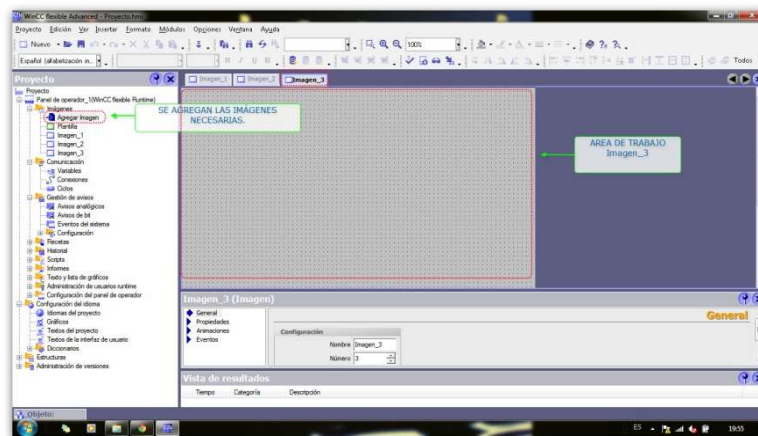 WinCC flexible Advanced - Proyecto.hmi
Proyecto Edición Ver Insertar Formato Módulos Opciones Ventana Ayuda
Nuevo
100%
Español (alfabetización in...
Todos
Proyecto
Imagen_1
Imagen_2
Imagen_3
Proyecto
Panel de operador_1(WinCC flexible Runtime)
Imágenes
Agregar Imagen
Plantilla
Imagen_1
Imagen_2
Imagen_3
Comunicación
Variables
Conexiones
Ciclos
Gestión de avisos
Avisos analógicos
Avisos de bit
Eventos del sistema
Configuración
Recetas
Historial
Scripts
Informes
Texto y lista de gráficos
Administración de usuarios runtime
Configuración del panel de operador
Configuración del idioma
Idiomas del proyecto
Gráficos
Textos del proyecto
Textos de la interfaz de usuario
Diccionarios
Estructuras
Administración de versiones
SE AGREGAN LAS IMÁGENES
NECESARIAS.
AREA DE TRABAJO
Imagen_3
Imagen_3 (Imagen)
General
Propiedades
Animaciones
Eventos
General
Configuración
Nombre Imagen_3
Número 3
Vista de resultados
Tiempo Categoría Descripción
Objeto:
ES
19:55